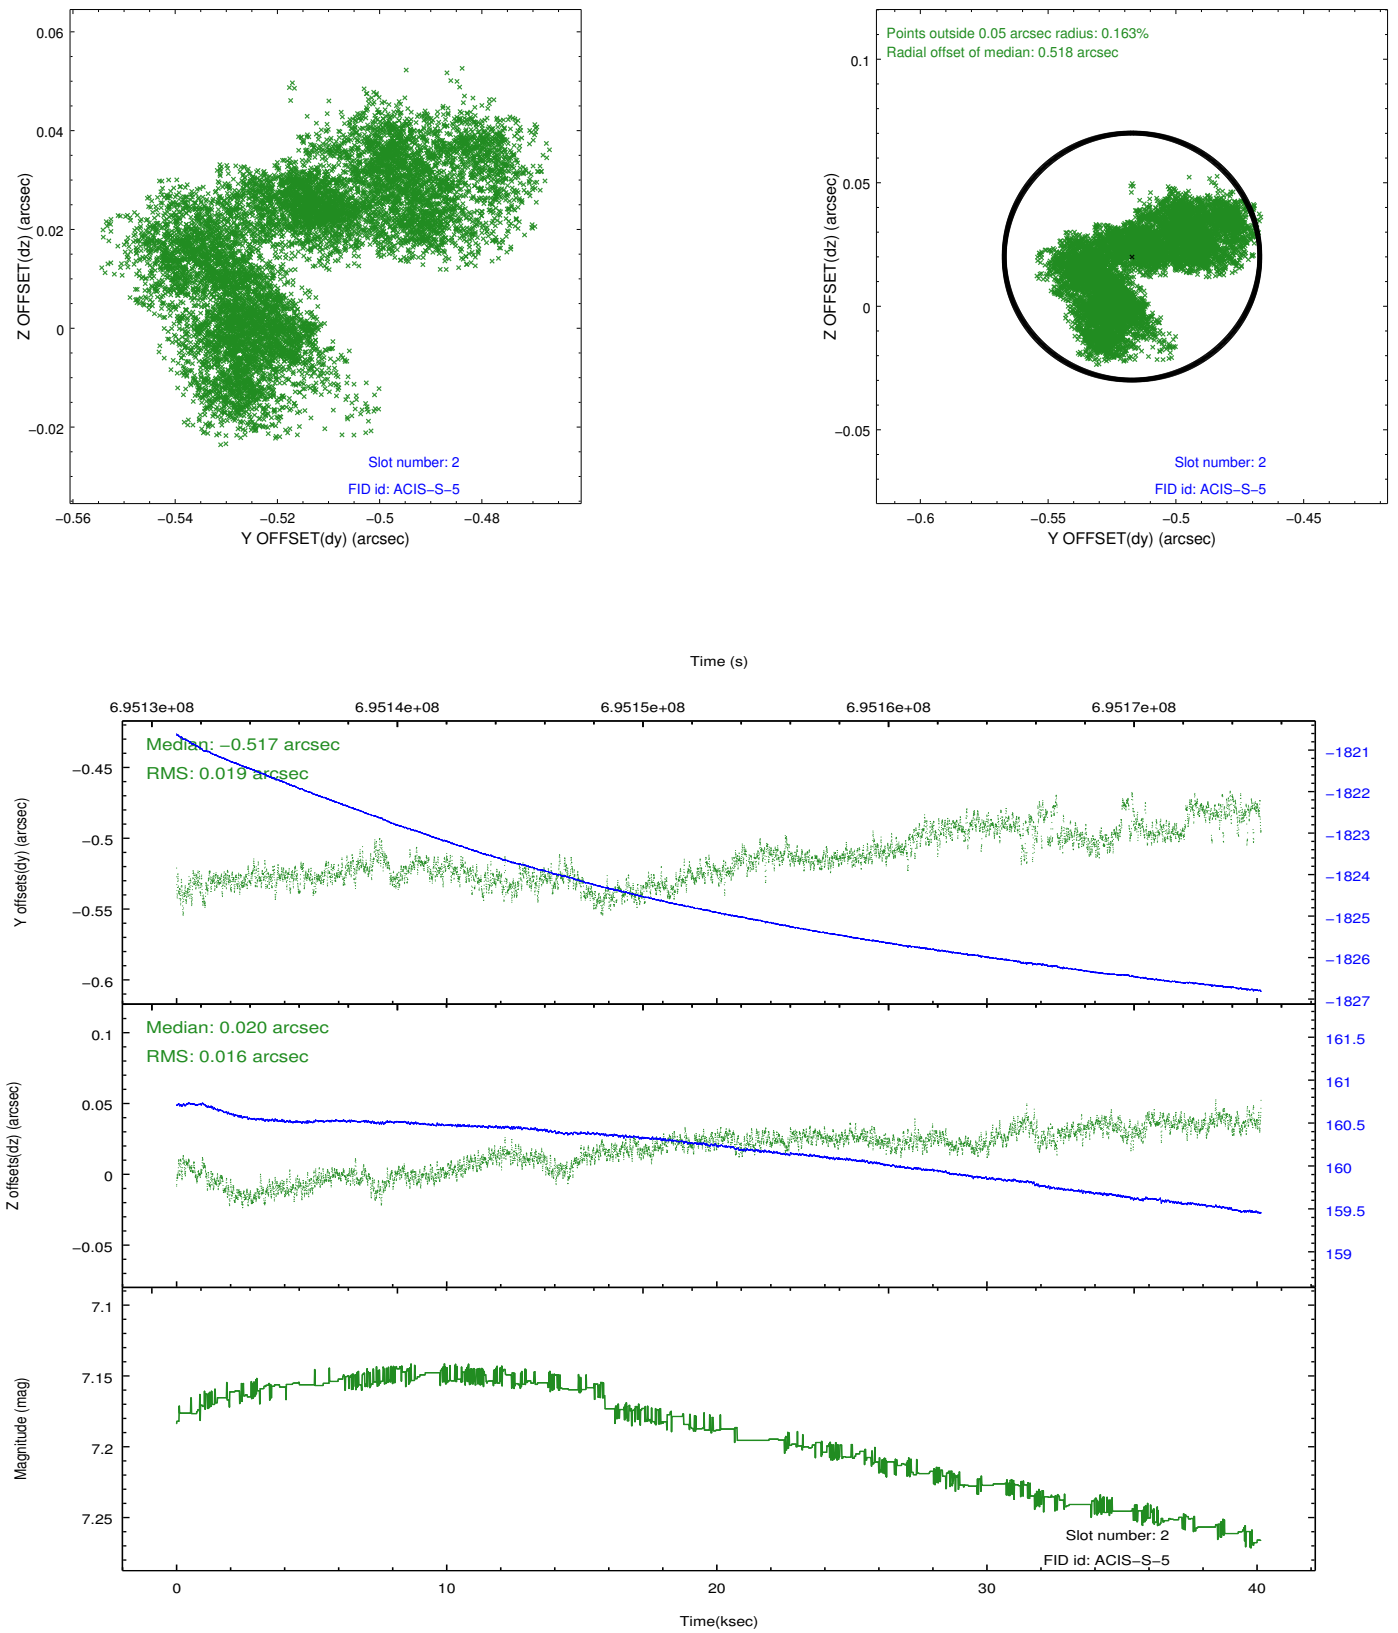 0.06
0.04
0.02
0
−0.02
Z OFFSET(dz) (arcsec)
Slot number: 2
FID id: ACIS−S−5
−0.56 −0.54 −0.52 −0.5 −0.48
Y OFFSET(dy) (arcsec)
Points outside 0.05 arcsec radius: 0.163%
Radial offset of median: 0.518 arcsec
0.1
0.05
0
−0.05
Z OFFSET(dz) (arcsec)
Slot number: 2
FID id: ACIS−S−5
−0.6 −0.55 −0.5 −0.45
Y OFFSET(dy) (arcsec)
Time (s)
6.9513e+08 6.9514e+08 6.9515e+08 6.9516e+08 6.9517e+08
Median: −0.517 arcsec
RMS: 0.019 arcsec
−0.45
−0.5
−0.55
−0.6
Y offsets(dy) (arcsec)
−1821
−1822
−1823
−1824
−1825
−1826
−1827
Median: 0.020 arcsec
RMS: 0.016 arcsec
0.1
0.05
0
−0.05
Z offsets(dz) (arcsec)
161.5
161
160.5
160
159.5
159
7.1
7.15
7.2
7.25
Magnitude (mag)
Slot number: 2
FID id: ACIS−S−5
0 10 20 30 40
Time(ksec)